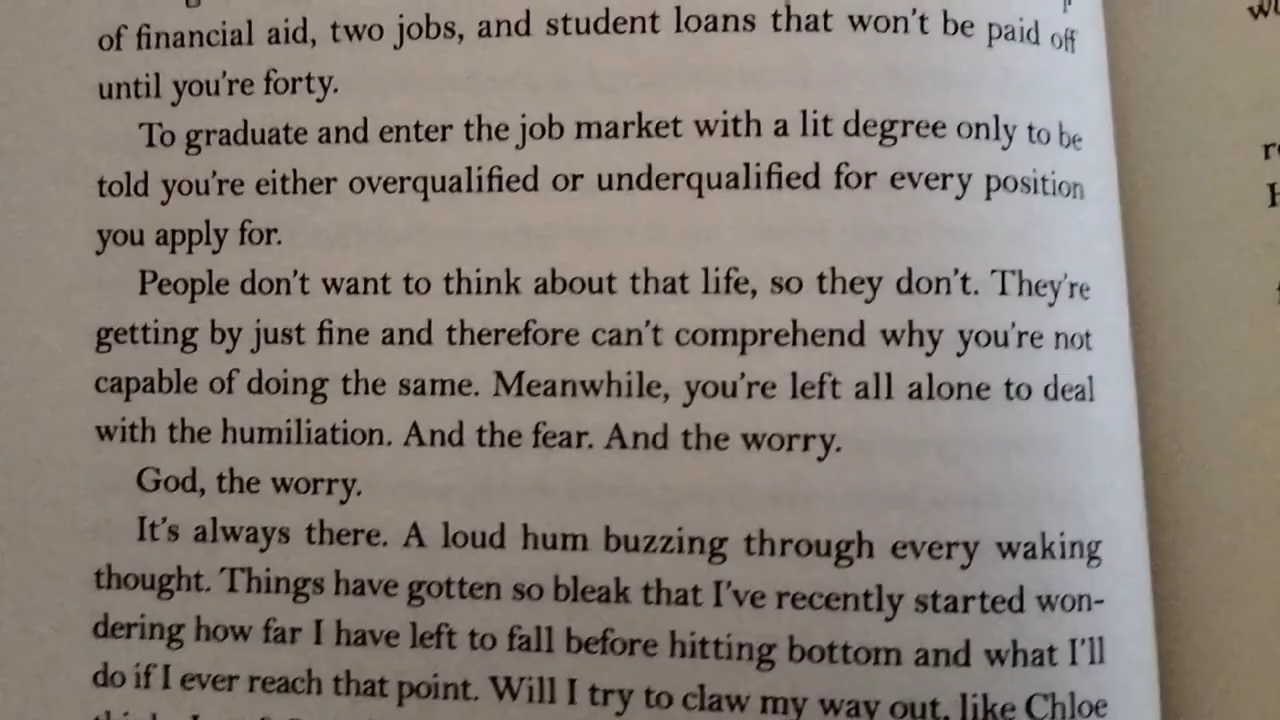 of financial aid, two jobs, and student loans that won't be paid off
until you're forty.
To graduate and enter the job market with a lit degree only to be
told you're either overqualified or underqualified for every position
you apply for.
People don't want to think about that life, so they don't. They're
getting by just fine and therefore can't comprehend why you're not
capable of doing the same. Meanwhile, you're left all alone to deal
with the humiliation. And the fear. And the worry.
God, the worry.
It's always there. A loud hum buzzing through every waking
thought. Things have gotten so bleak that I've recently started won-
dering how far I have left to fall before hitting bottom and what I'll
do if I ever reach that point. Will I try to claw my way out, like Chloe